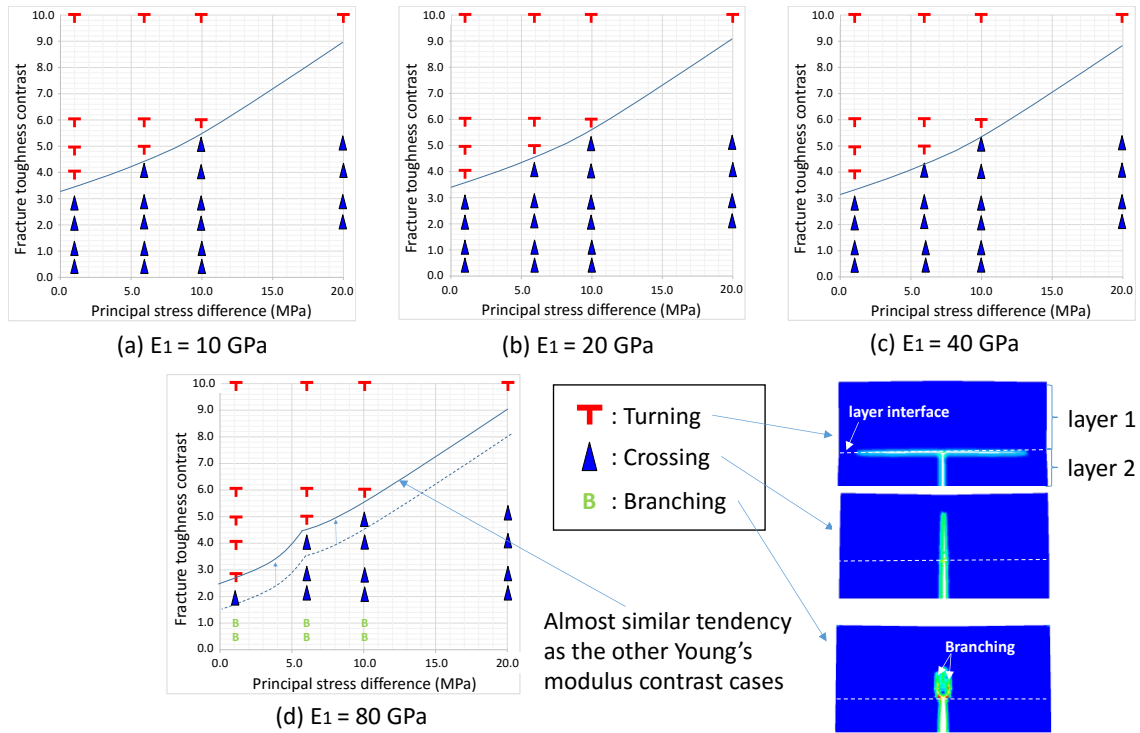 Fracture toughness contrast
10.0
9.0
8.0
7.0
6.0
5.0
4.0
3.0
2.0
1.0
0.0
0.0 5.0 10.0 15.0 20.0
Principal stress difference (MPa)
(a) E1 = 10 GPa
Fracture toughness contrast
10.0
9.0
8.0
7.0
6.0
5.0
4.0
3.0
2.0
1.0
0.0
0.0 5.0 10.0 15.0 20.0
Principal stress difference (MPa)
(b) E1 = 20 GPa
Fracture toughness contrast
10.0
9.0
8.0
7.0
6.0
5.0
4.0
3.0
2.0
1.0
0.0
0.0 5.0 10.0 15.0 20.0
Principal stress difference (MPa)
(c) E1 = 40 GPa
Fracture toughness contrast
10.0
9.0
8.0
7.0
6.0
5.0
4.0
3.0
2.0
1.0
0.0
B B B
B B B
0.0 5.0 10.0 15.0 20.0
Principal stress difference (MPa)
(d) E1 = 80 GPa
: Turning
: Crossing
B : Branching
Almost similar tendency
as the other Young's
modulus contrast cases
layer interface
layer 1
layer 2
Branching